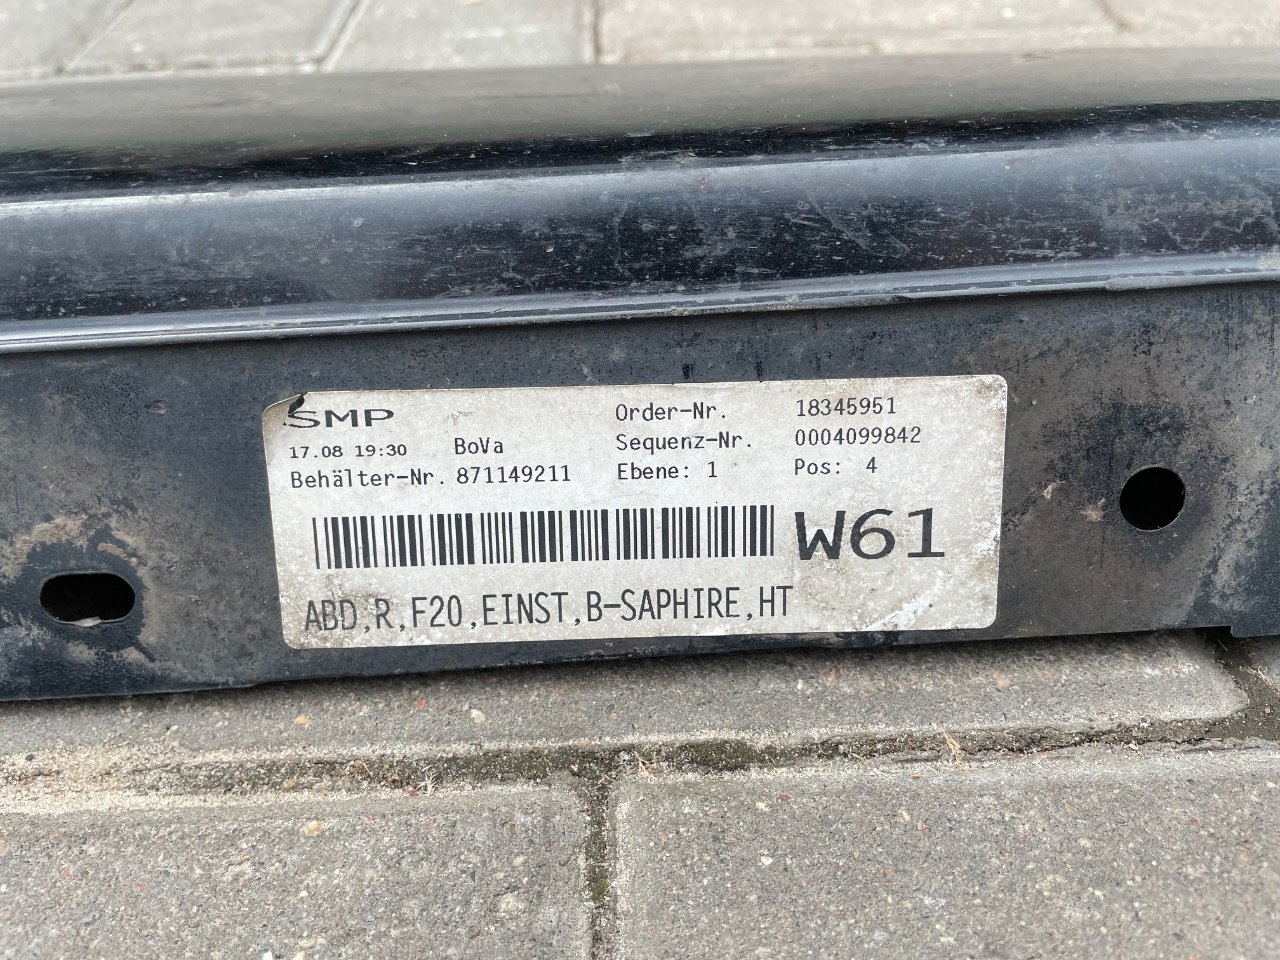 SMP
Order-Nr. 18345951
17.08 19:30 BoVa Sequenz-Nr. 0004099842
Behälter-Nr. 871149211 Ebene: 1 Pos: 4
W61
ABD,R,F20,EINST,B-SAPHIRE,HT